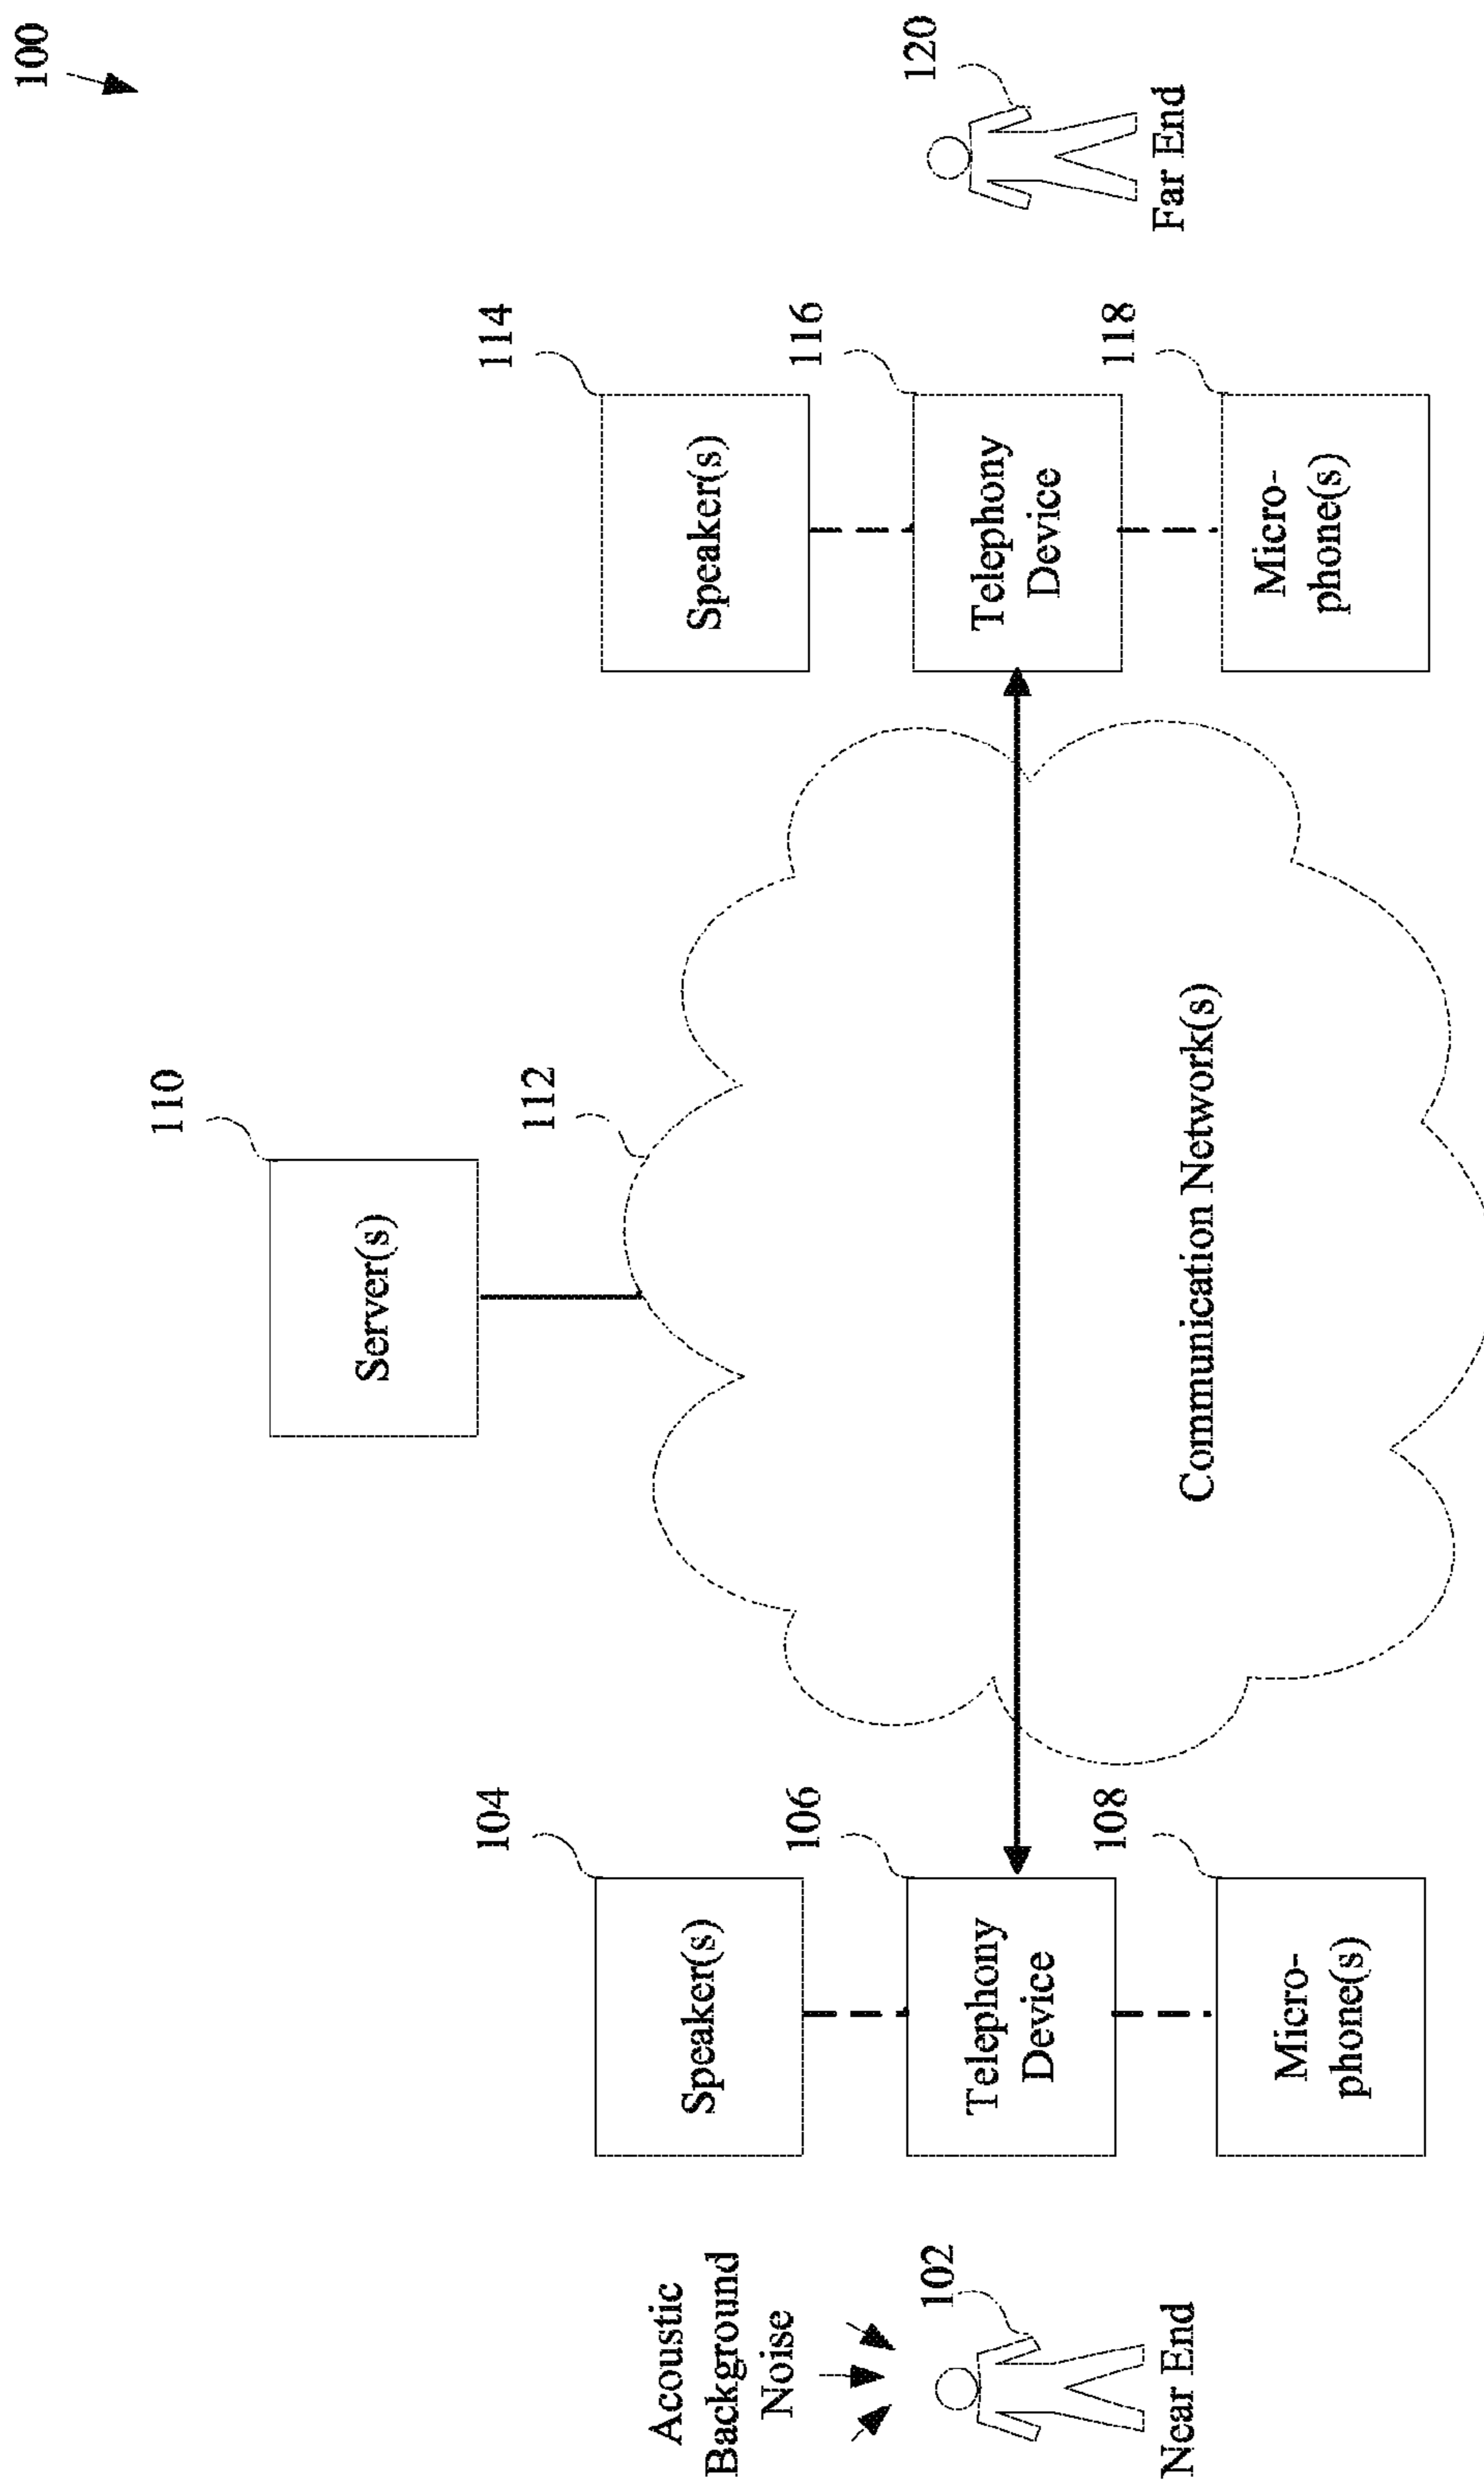 100
110
Server(s)
112
104
Speaker(s)
114
Speaker(s)
Acoustic
Background
Noise
102
Near End
106
Telephony
Device
116
Telephony
Device
120
Far End
108
Micro-
phone(s)
Communication Network(s)
118
Micro-
phone(s)